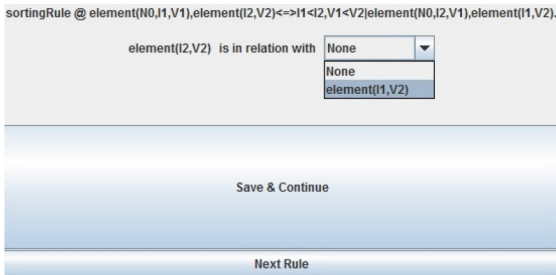 sortingRule @ element(N0,I1,V1),element(I2,V2)<=>I1<I2,V1<V2|element(N0,I2,V1),element(I1,V2).
element(I2,V2) is in relation with None
None
element(I1,V2)
Save & Continue
Next Rule